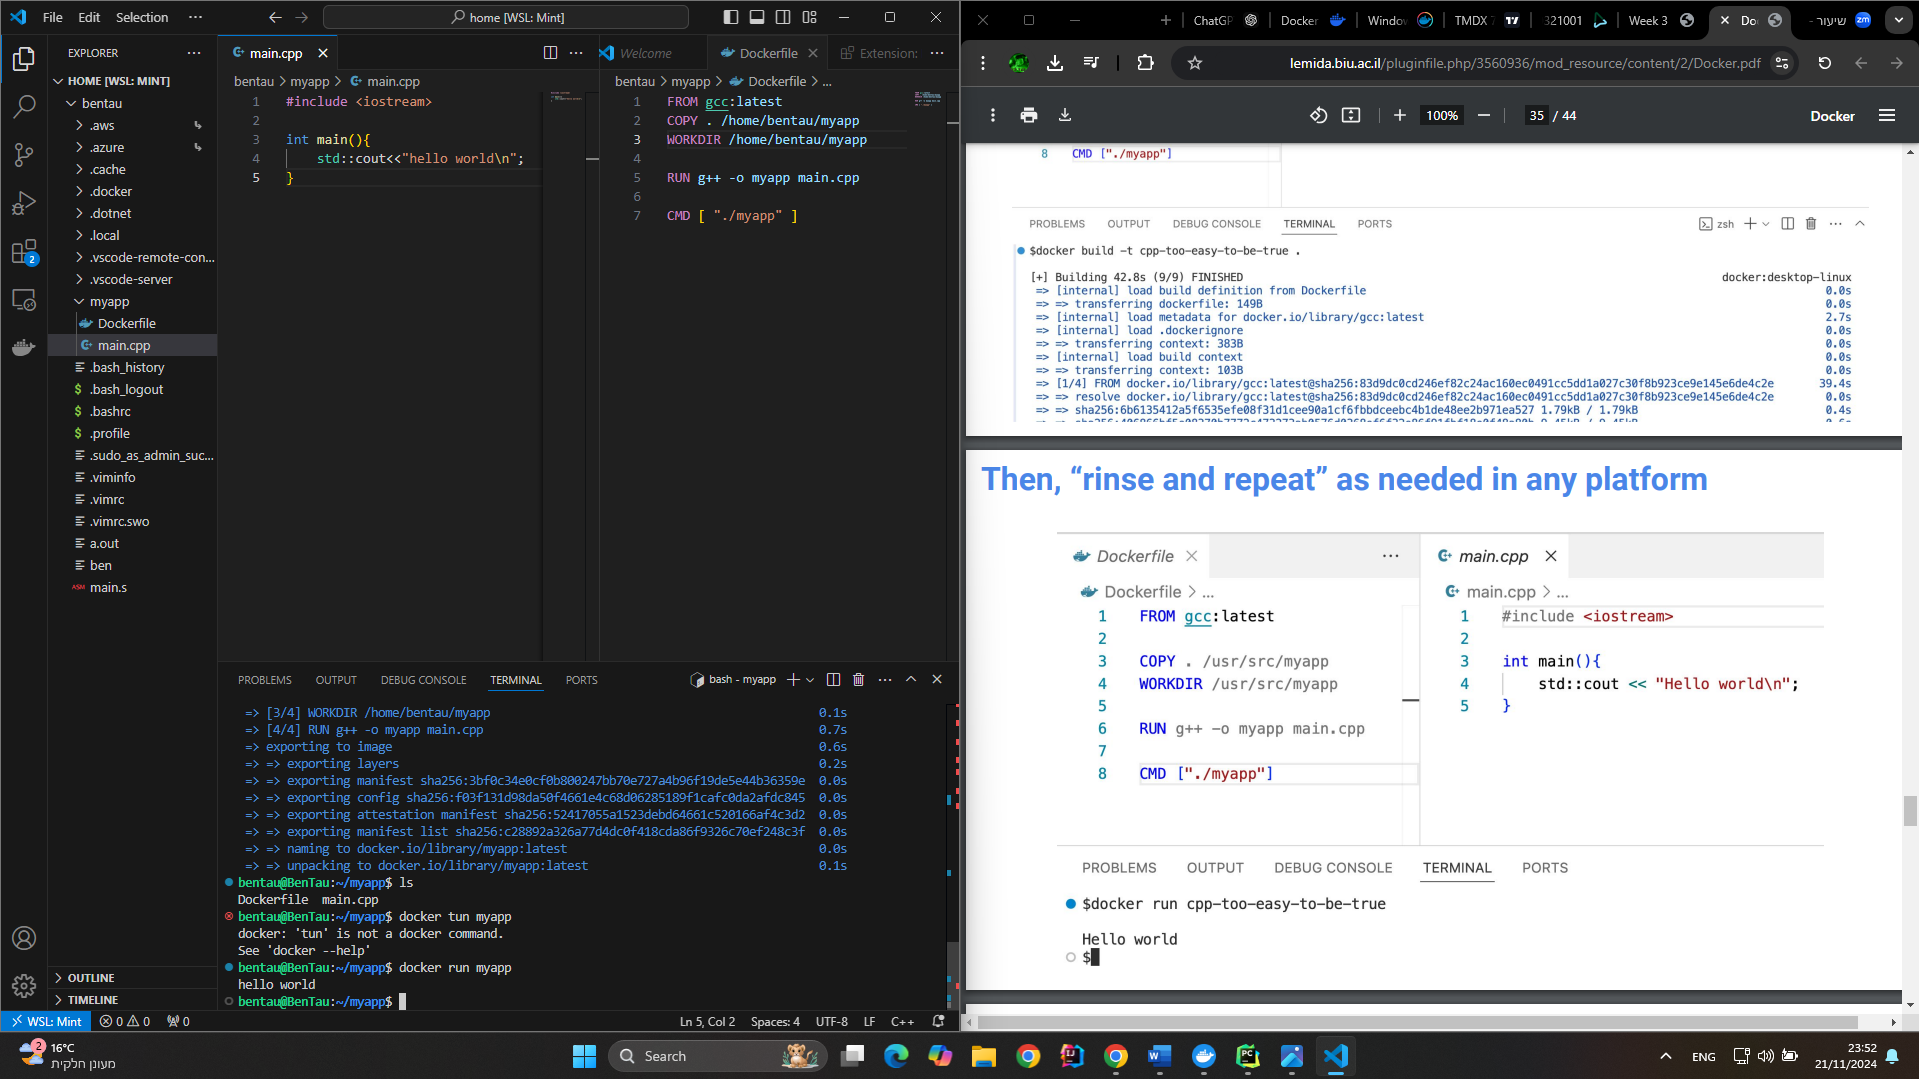 File Edit Selection ··· home [WSL: Mint]
EXPLORER ···
HOME [WSL: MINT]
bentau
.aws
.azure
.cache
.docker
.dotnet
.local
.vscode-remote-con...
.vscode-server
myapp
Dockerfile
main.cpp
.bash_history
.bash_logout
.bashrc
.profile
.sudo_as_admin_suc...
.viminfo
.vimrc
.vimrc.swo
a.out
ben
main.s
OUTLINE
TIMELINE
2
main.cpp
bentau > myapp > main.cpp
1 #include <iostream>
2
3 int main(){
4 std::cout<<"hello world\n";
5 }
Welcome Dockerfile Extension: ···
bentau > myapp > Dockerfile > ...
1 FROM gcc:latest
2 COPY . /home/bentau/myapp
3 WORKDIR /home/bentau/myapp
4
5 RUN g++ -o myapp main.cpp
6
7 CMD [ "./myapp" ]
PROBLEMS OUTPUT DEBUG CONSOLE TERMINAL PORTS bash - myapp
=> [3/4] WORKDIR /home/bentau/myapp 0.1s
=> [4/4] RUN g++ -o myapp main.cpp 0.7s
=> exporting to image 0.6s
=> => exporting layers 0.2s
=> => exporting manifest sha256:3bf0c34e0cf0b800247bb70e727a4b96f19de5e44b36359e 0.0s
=> => exporting config sha256:f03f131d98da50f4661e4c68d06285189f1cafc0da2afdc845 0.0s
=> => exporting attestation manifest sha256:52417055a1523debd64661c520166af4c3d2 0.0s
=> => exporting manifest list sha256:c28892a326a77d4dc0f418cda86f9326c70ef248c3f 0.0s
=> => naming to docker.io/library/myapp:latest 0.0s
=> => unpacking to docker.io/library/myapp:latest 0.1s
bentau@BenTau:~/myapp$ ls
Dockerfile main.cpp
bentau@BenTau:~/myapp$ docker tun myapp
docker: 'tun' is not a docker command.
See 'docker --help'
bentau@BenTau:~/myapp$ docker run myapp
hello world
bentau@BenTau:~/myapp$
WSL: Mint 0 0 0 Ln 5, Col 2 Spaces: 4 UTF-8 LF C++
ChatGP Docker Windo TMDX 321001 Week 3 Do שיעור - zm
lemida.biu.ac.il/pluginfile.php/3560936/mod_resource/content/2/Docker.pdf
+ 100% — 35 / 44 Docker
8 CMD ["./myapp"]
PROBLEMS OUTPUT DEBUG CONSOLE TERMINAL PORTS zsh
$docker build -t cpp-too-easy-to-be-true .
[+] Building 42.8s (9/9) FINISHED docker:desktop-linux
=> [internal] load build definition from Dockerfile 0.0s
=> => transferring dockerfile: 149B 0.0s
=> [internal] load metadata for docker.io/library/gcc:latest 2.7s
=> [internal] load .dockerignore 0.0s
=> => transferring context: 383B 0.0s
=> [internal] load build context 0.0s
=> => transferring context: 103B 0.0s
=> [1/4] FROM docker.io/library/gcc:latest@sha256:83d9dc0cd246ef82c24ac160ec0491cc5dd1a027c30f8b923ce9e145e6de4c2e 39.4s
=> => resolve docker.io/library/gcc:latest@sha256:83d9dc0cd246ef82c24ac160ec0491cc5dd1a027c30f8b923ce9e145e6de4c2e 0.0s
=> => sha256:6b6135412a5f6535efe08f31d1cee90a1cf6fbbdceebc4b1de48ee2b971ea527 1.79kB / 1.79kB 0.4s
Then, “rinse and repeat” as needed in any platform
Dockerfile ···
Dockerfile > ...
1 FROM gcc:latest
2
3 COPY . /usr/src/myapp
4 WORKDIR /usr/src/myapp
5
6 RUN g++ -o myapp main.cpp
7
8 CMD ["./myapp"]
main.cpp
main.cpp > ...
1 #include <iostream>
2
3 int main(){
4 std::cout << "Hello world\n";
5 }
PROBLEMS OUTPUT DEBUG CONSOLE TERMINAL PORTS
$docker run cpp-too-easy-to-be-true
Hello world
$
2 16°C
מעונן חלקית
Search
ENG
23:52
21/11/2024